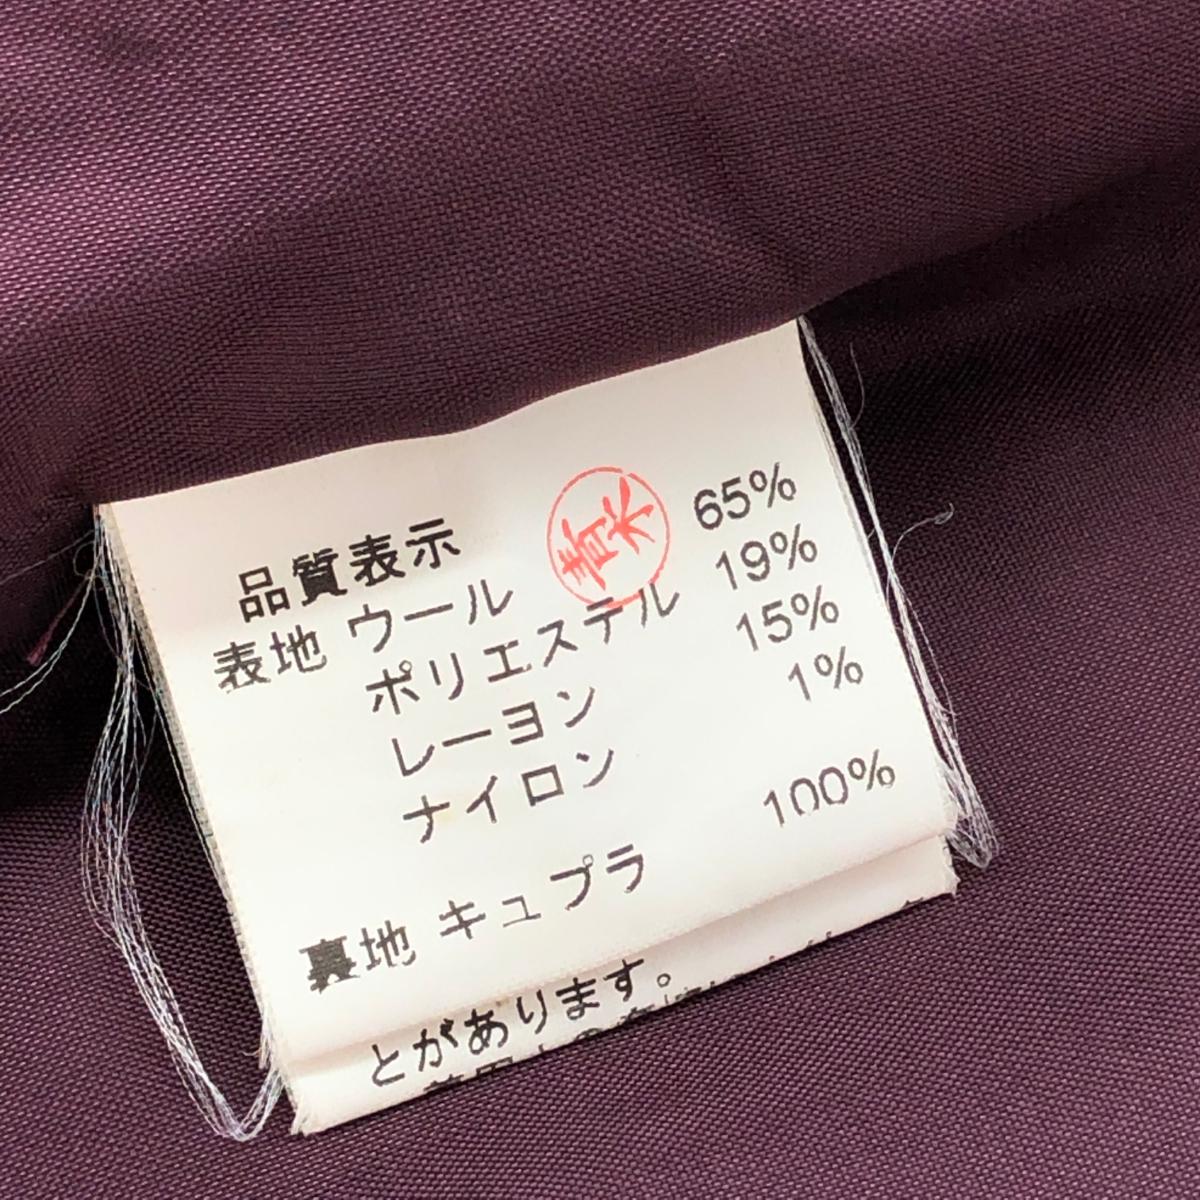 品質表示
青木
表地 ウール 65%
ポリエステル 19%
レーヨン 15%
ナイロン 1%
裏地 キュプラ 100%
とがあります。